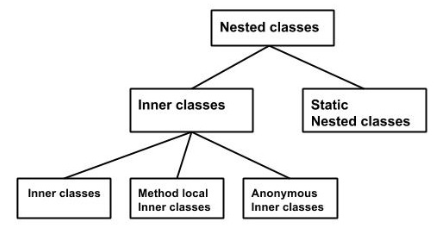 Nested classes
Inner classes
Static
Nested classes
Inner classes
Method local
Inner classes
Anonymous
Inner classes